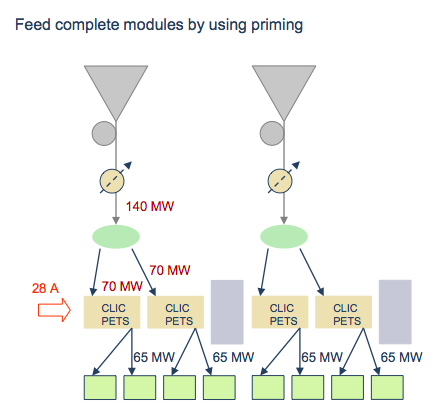 Feed complete modules by using priming
140 MW
70 MW
28 A
70 MW
CLIC
PETS
CLIC
PETS
CLIC
PETS
CLIC
PETS
65 MW
65 MW
65 MW
65 MW